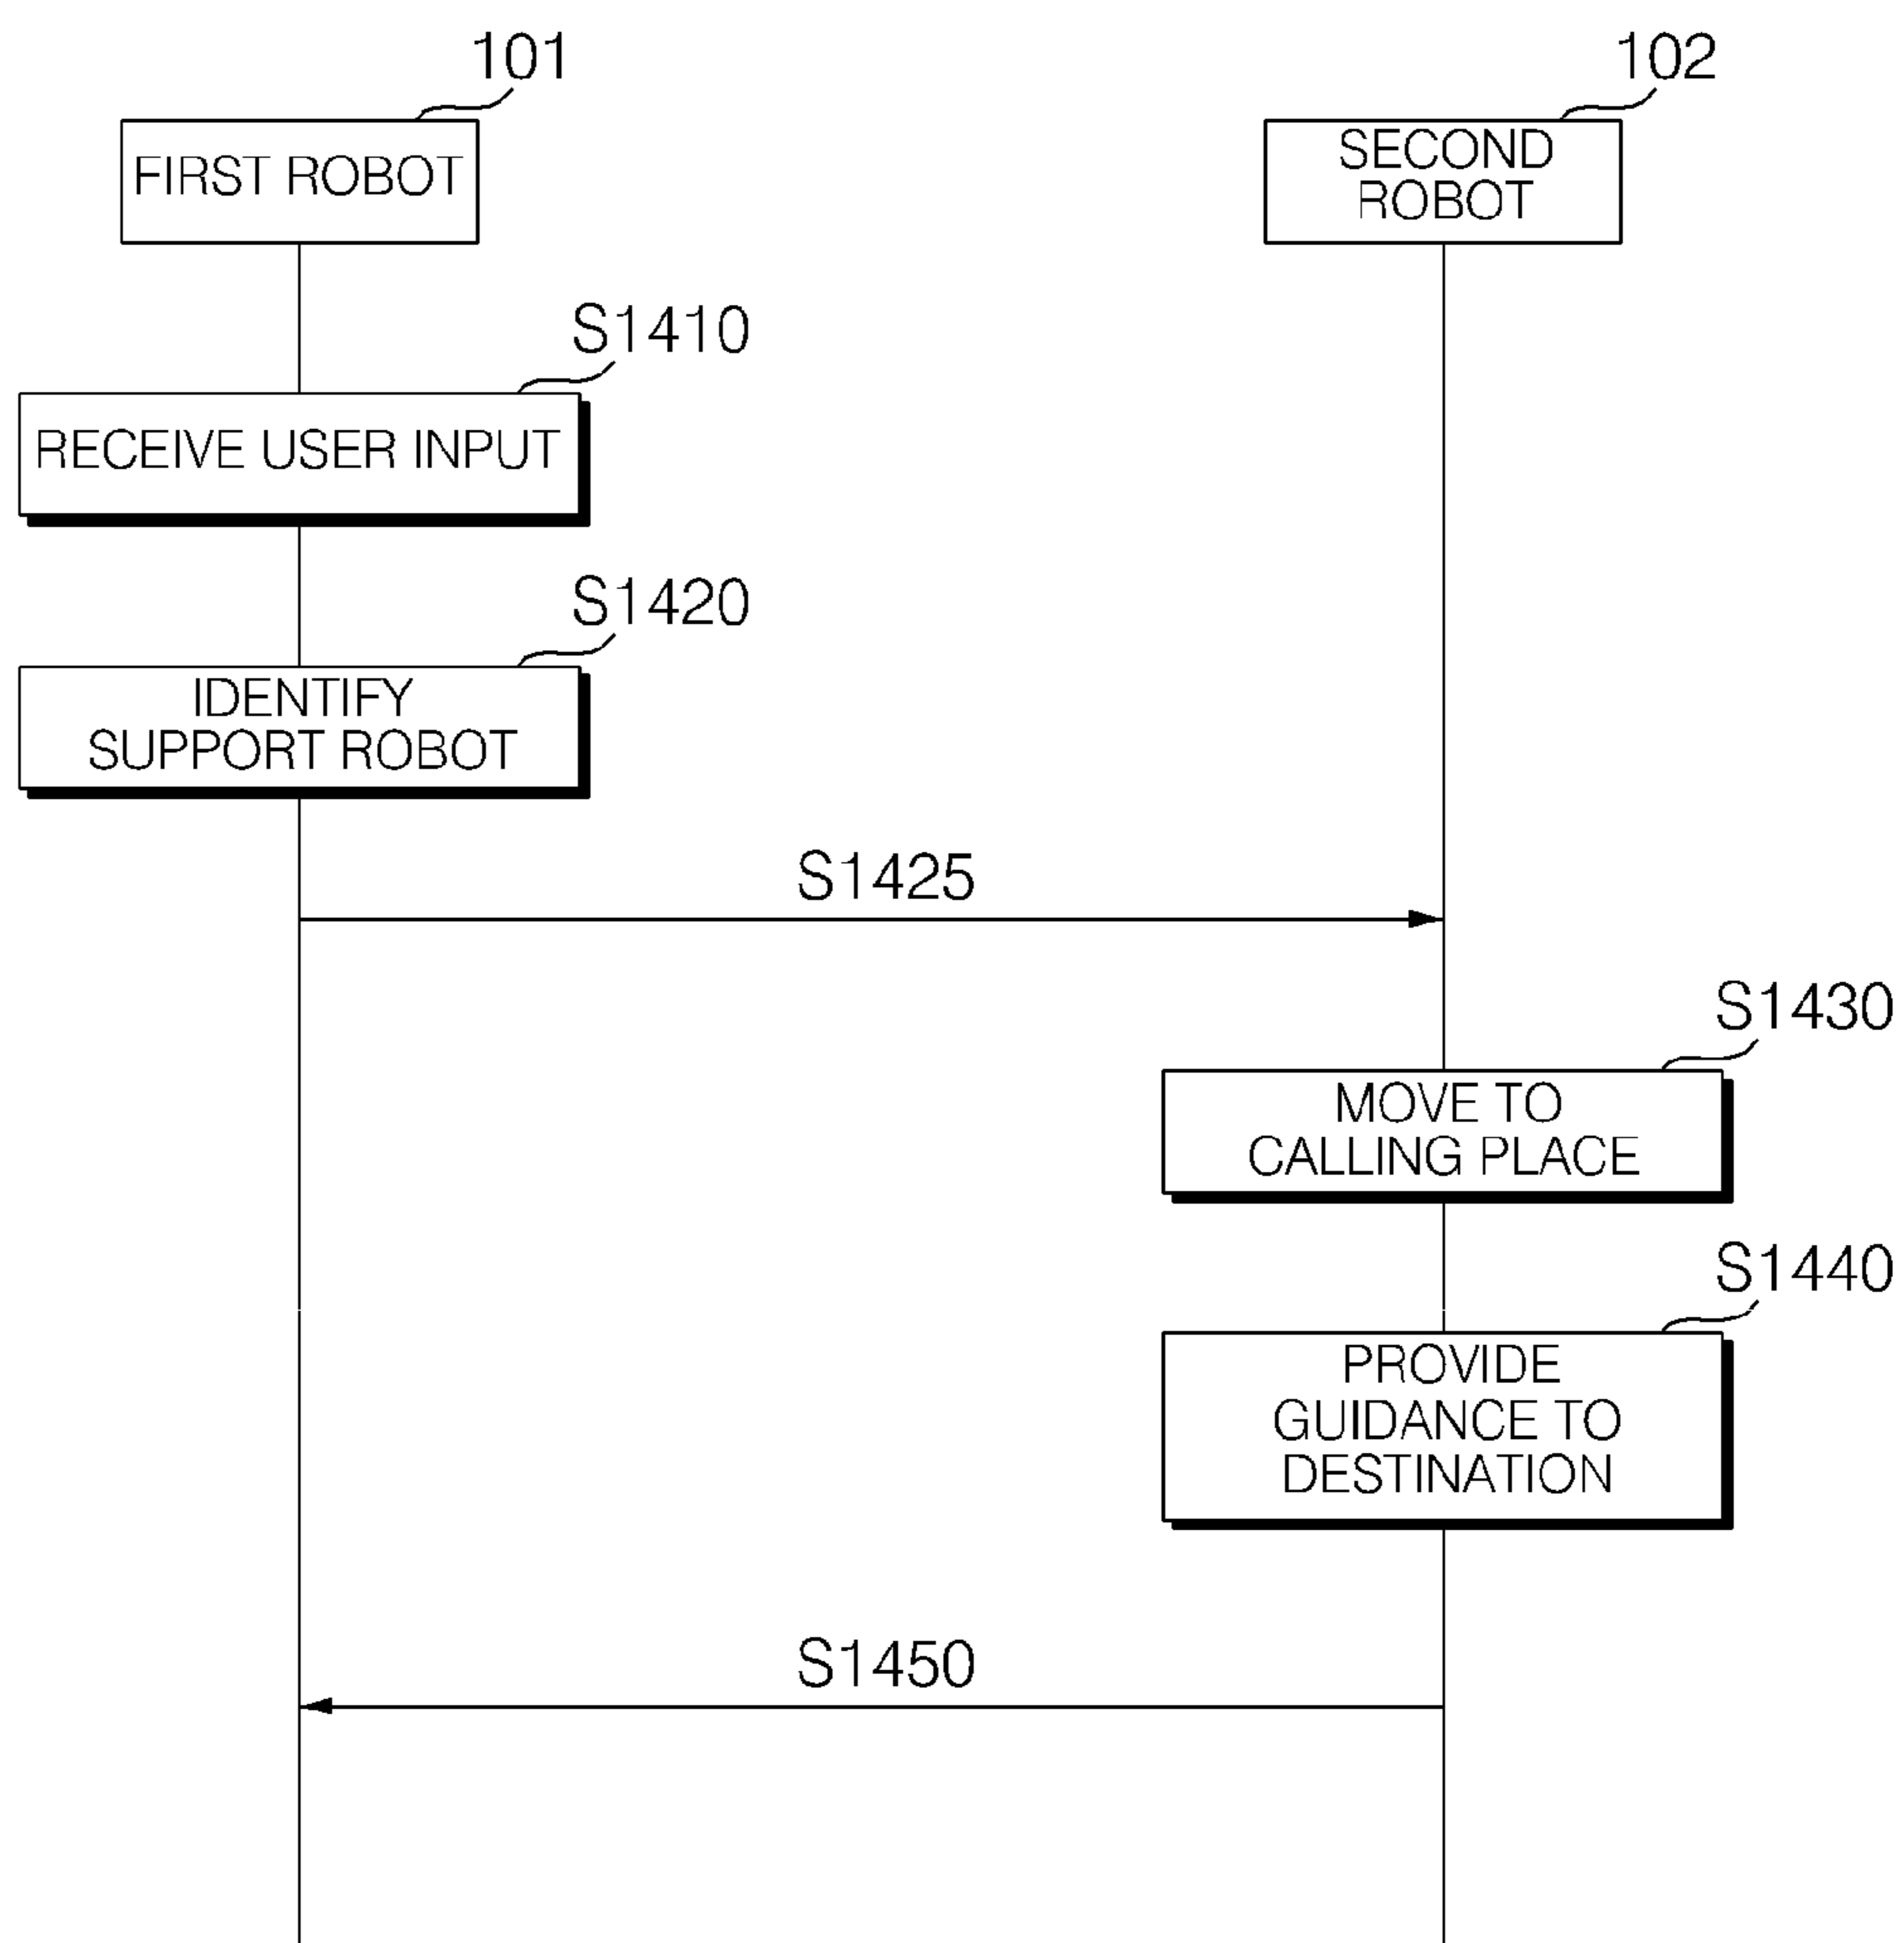 101
102
FIRST ROBOT
SECOND
ROBOT
S1410
RECEIVE USER INPUT
S1420
IDENTIFY
SUPPORT ROBOT
S1425
S1430
MOVE TO
CALLING PLACE
S1440
PROVIDE
GUIDANCE TO
DESTINATION
S1450